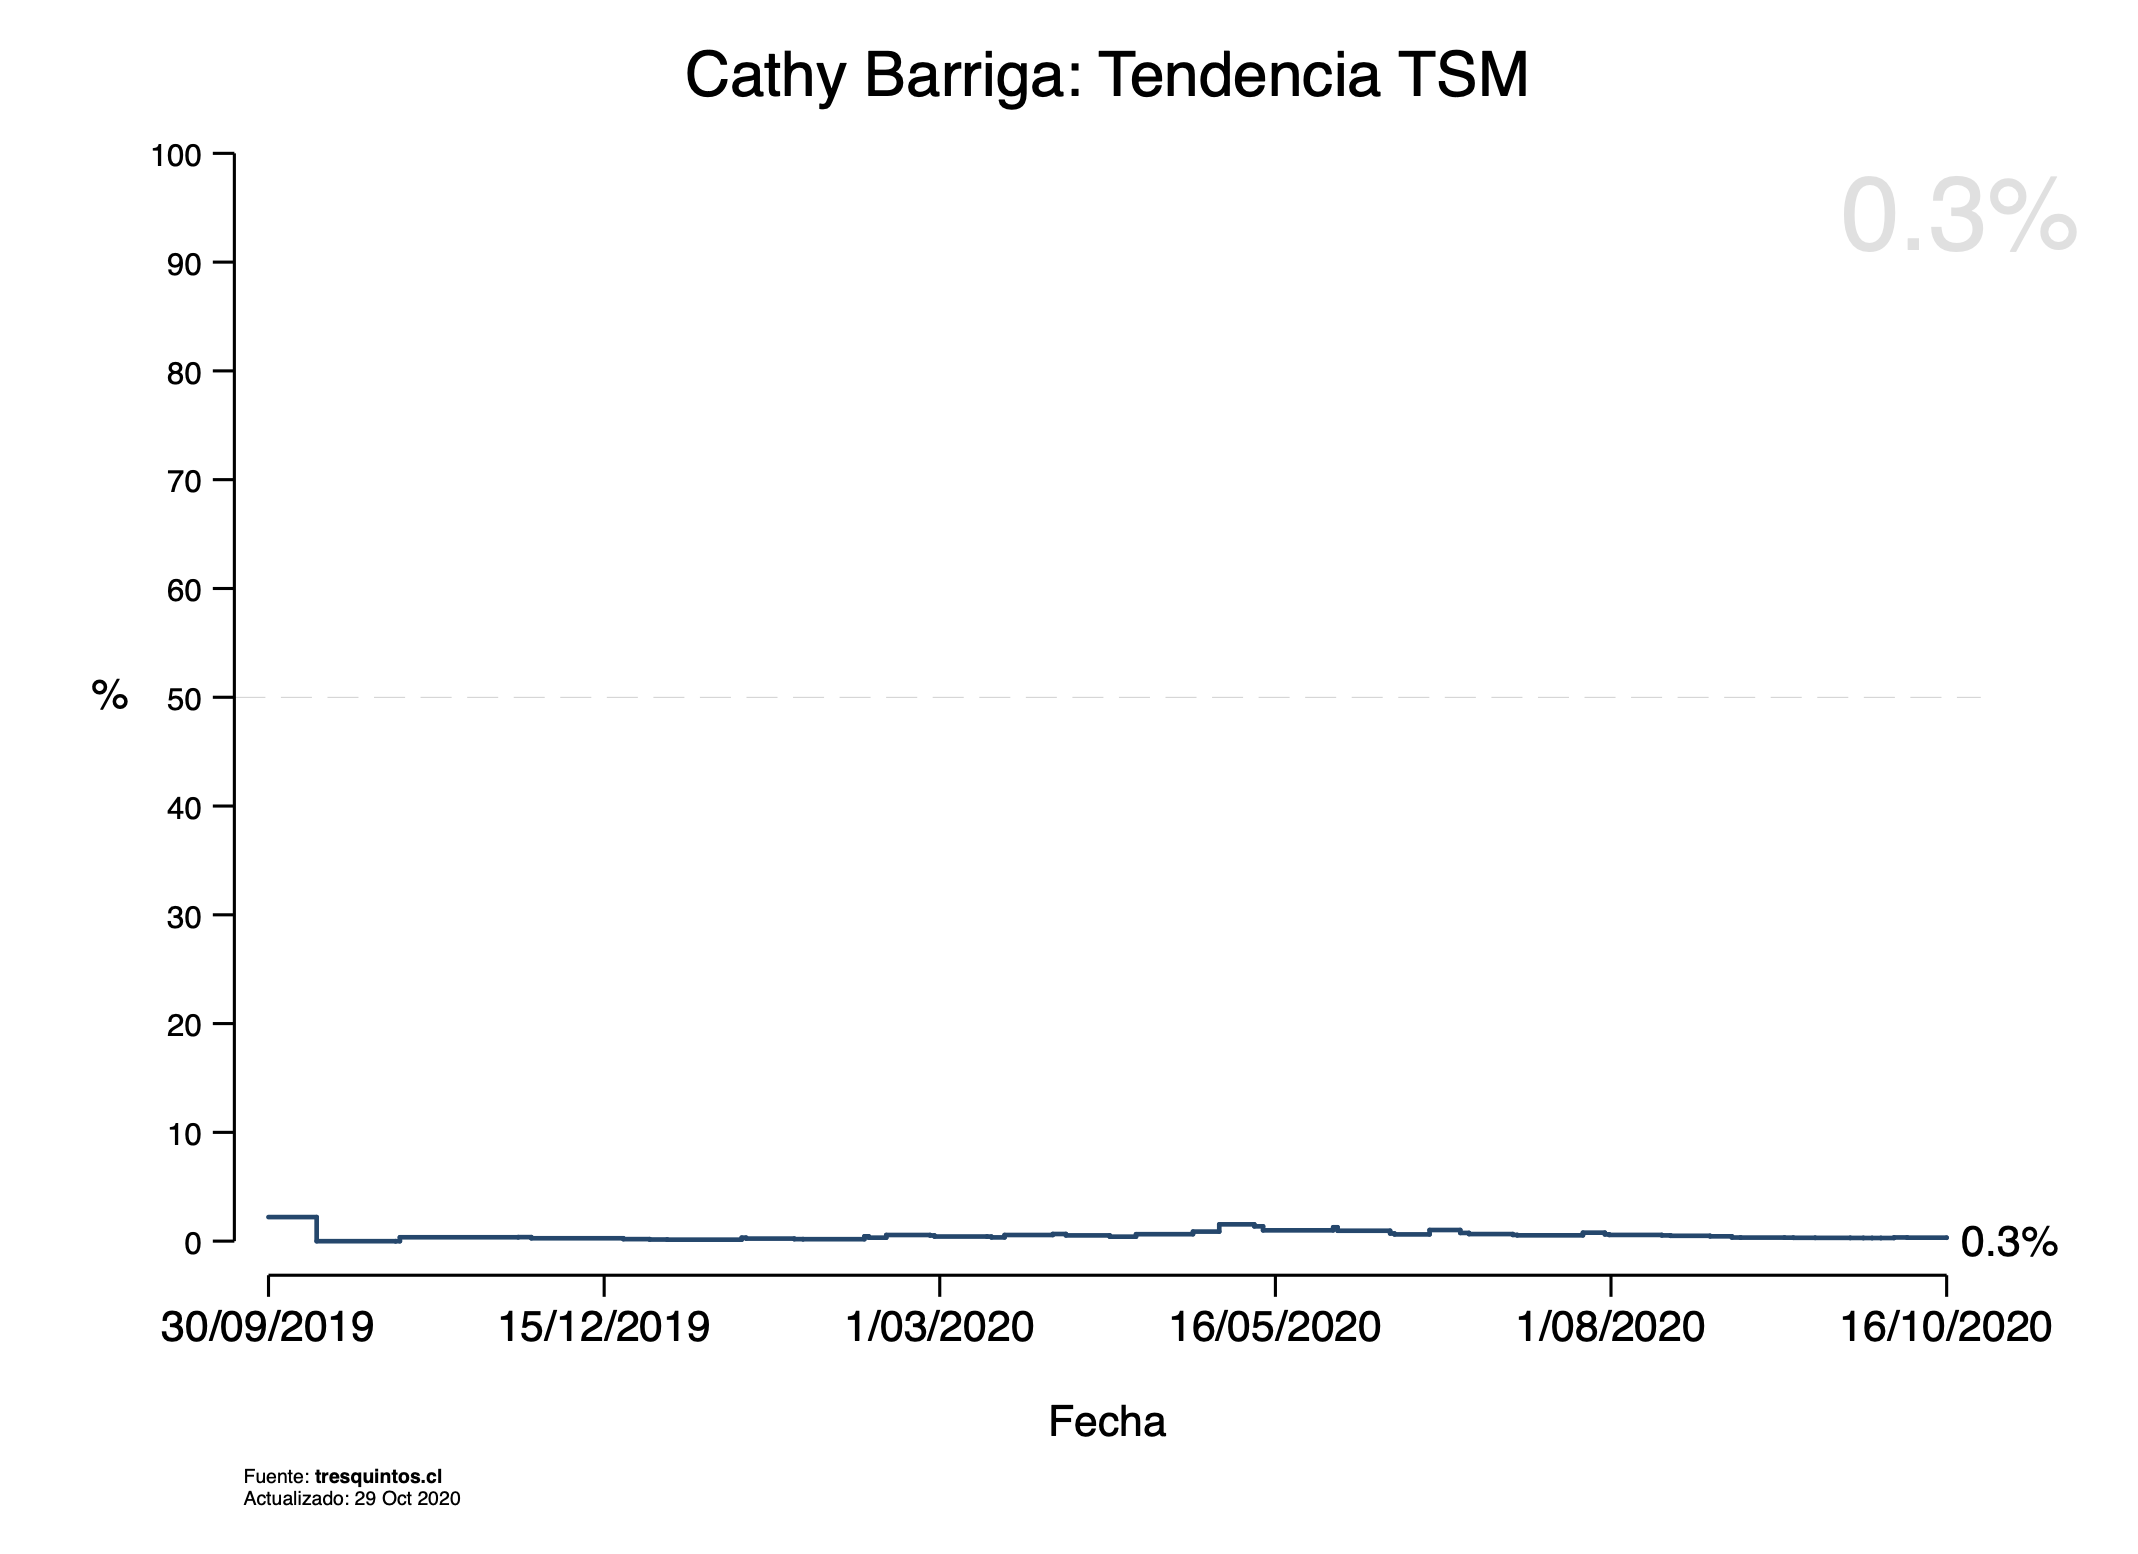 Cathy Barriga: Tendencia TSM
0.3%
100
90
80
70
60
50
40
30
20
10
0
%
0.3%
30/09/2019 15/12/2019 1/03/2020 16/05/2020 1/08/2020 16/10/2020
Fecha
Fuente: tresquintos.cl
Actualizado: 29 Oct 2020